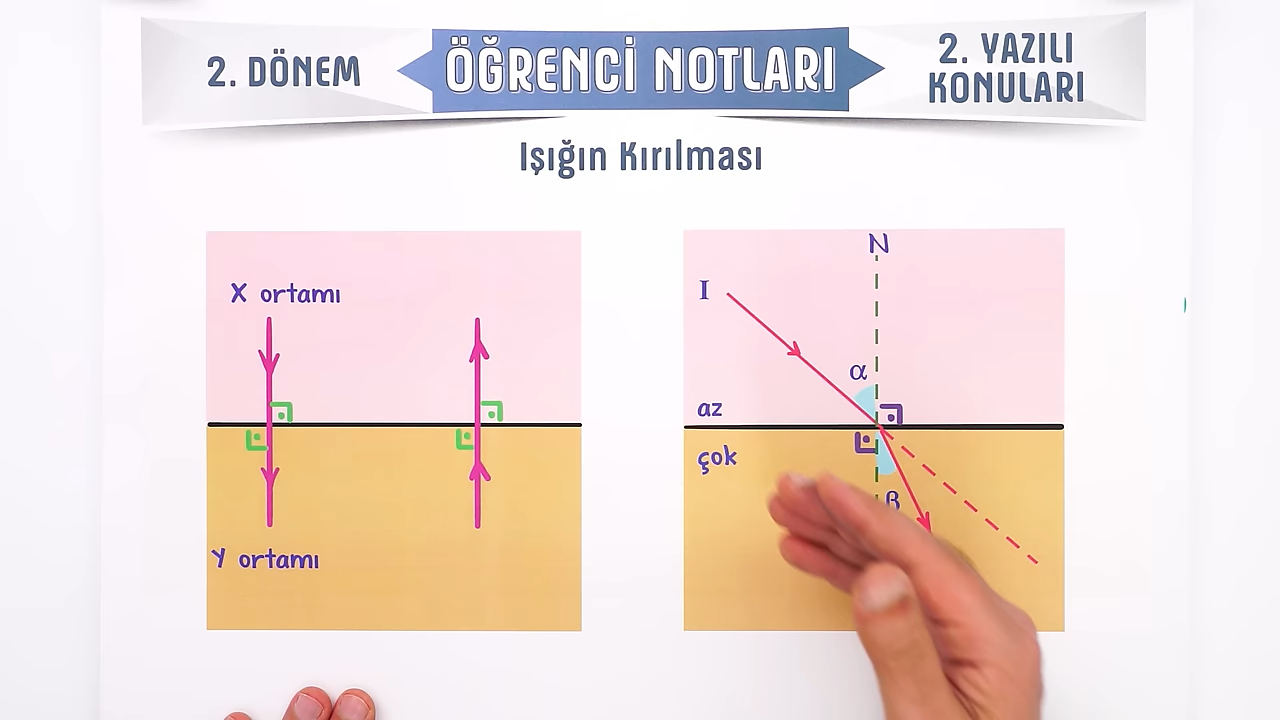 2. DÖNEM
ÖĞRENCİ NOTLARI
2. YAZILI
KONULARI
Işığın Kırılması
X ortamı
Y ortamı
N
I
α
az
çok
β